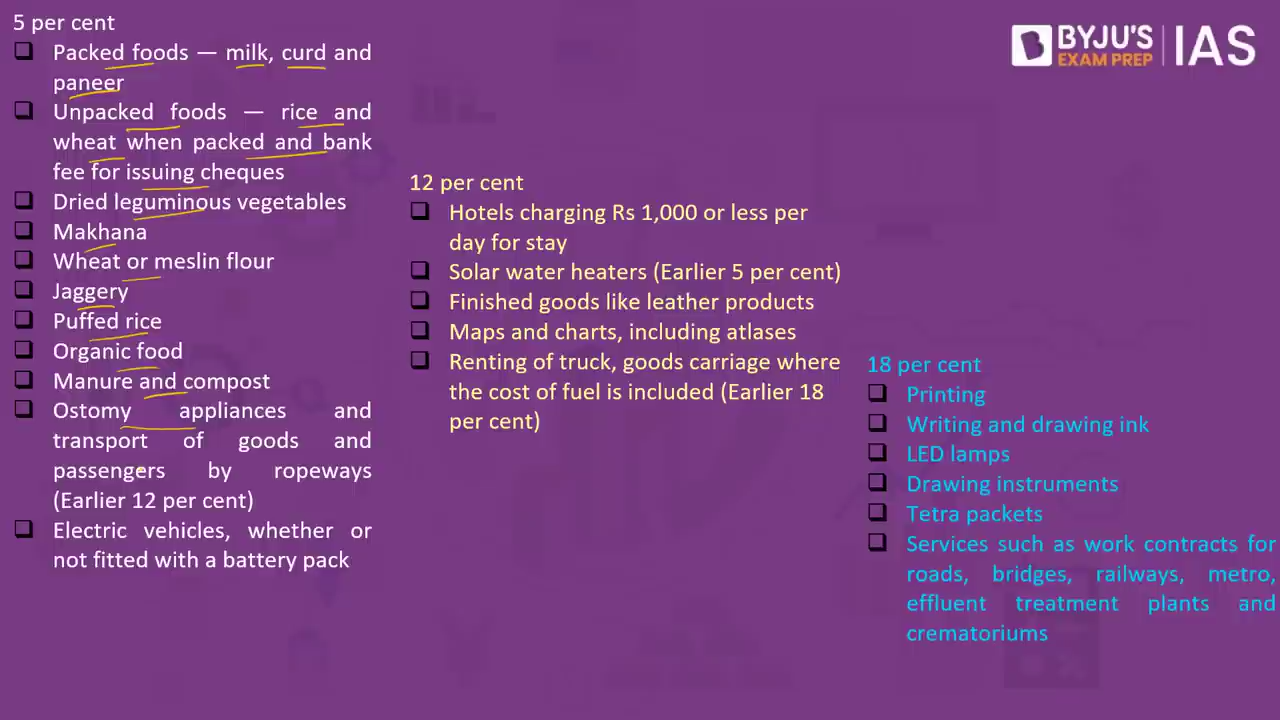 5 per cent
❑ Packed foods — milk, curd and
paneer
❑ Unpacked foods — rice and
wheat when packed and bank
fee for issuing cheques
❑ Dried leguminous vegetables
❑ Makhana
❑ Wheat or meslin flour
❑ Jaggery
❑ Puffed rice
❑ Organic food
❑ Manure and compost
❑ Ostomy appliances and
transport of goods and
passengers by ropeways
(Earlier 12 per cent)
❑ Electric vehicles, whether or
not fitted with a battery pack
12 per cent
❑ Hotels charging Rs 1,000 or less per
day for stay
❑ Solar water heaters (Earlier 5 per cent)
❑ Finished goods like leather products
❑ Maps and charts, including atlases
❑ Renting of truck, goods carriage where
the cost of fuel is included (Earlier 18
per cent)
BYJU'S
EXAM PREP
IAS
18 per cent
❑ Printing
❑ Writing and drawing ink
❑ LED lamps
❑ Drawing instruments
❑ Tetra packets
❑ Services such as work contracts for
roads, bridges, railways, metro,
effluent treatment plants and
crematoriums